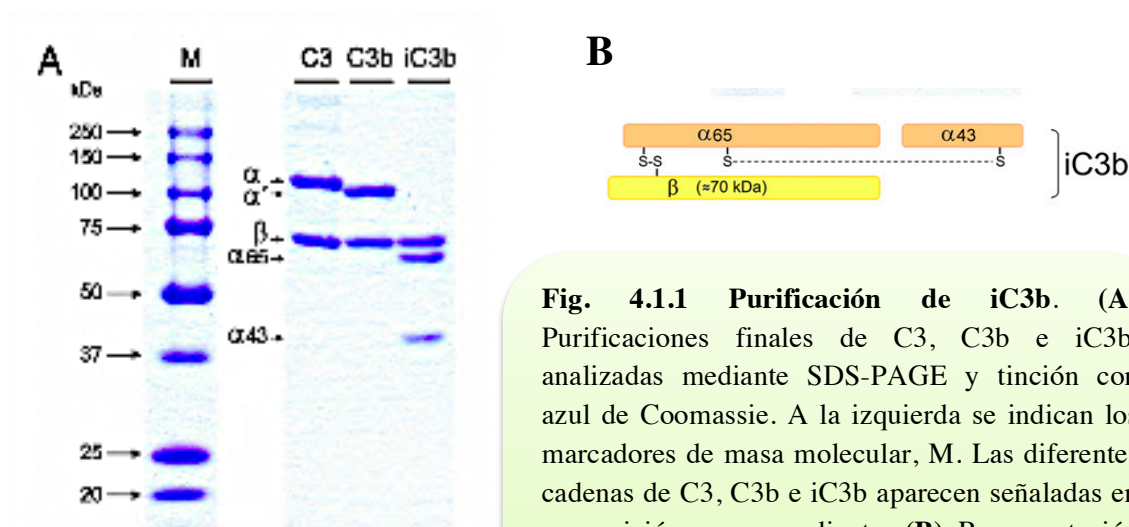 A
M
C3 C3b iC3b
kDa
250
150
100
75
50
37
25
20
α
α'
β
α65
α43
B
α65
α43
S-S
S
S
β (≈70 kDa)
iC3b
Fig. 4.1.1 Purificación de iC3b. (A
Purificaciones finales de C3, C3b e iC3b
analizadas mediante SDS-PAGE y tinción con
azul de Coomassie. A la izquierda se indican los
marcadores de masa molecular, M. Las diferente
cadenas de C3, C3b e iC3b aparecen señaladas en